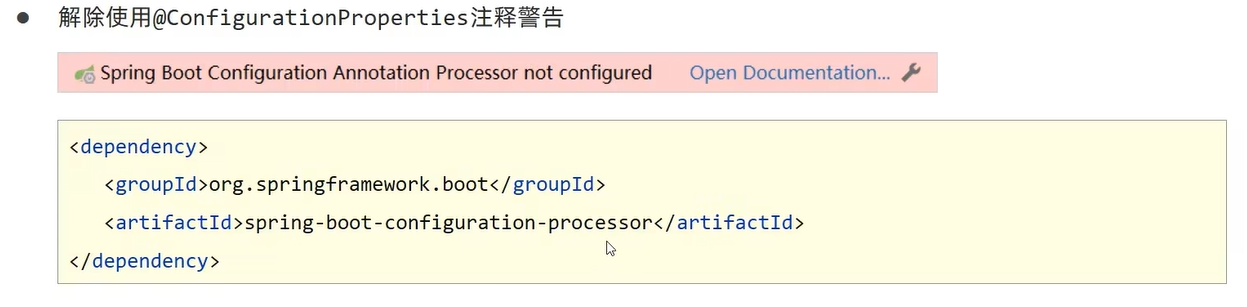 ● 解除使用@ConfigurationProperties注释警告
Spring Boot Configuration Annotation Processor not configured Open Documentation...
<dependency>
<groupId>org.springframework.boot</groupId>
<artifactId>spring-boot-configuration-processor</artifactId>
</dependency>